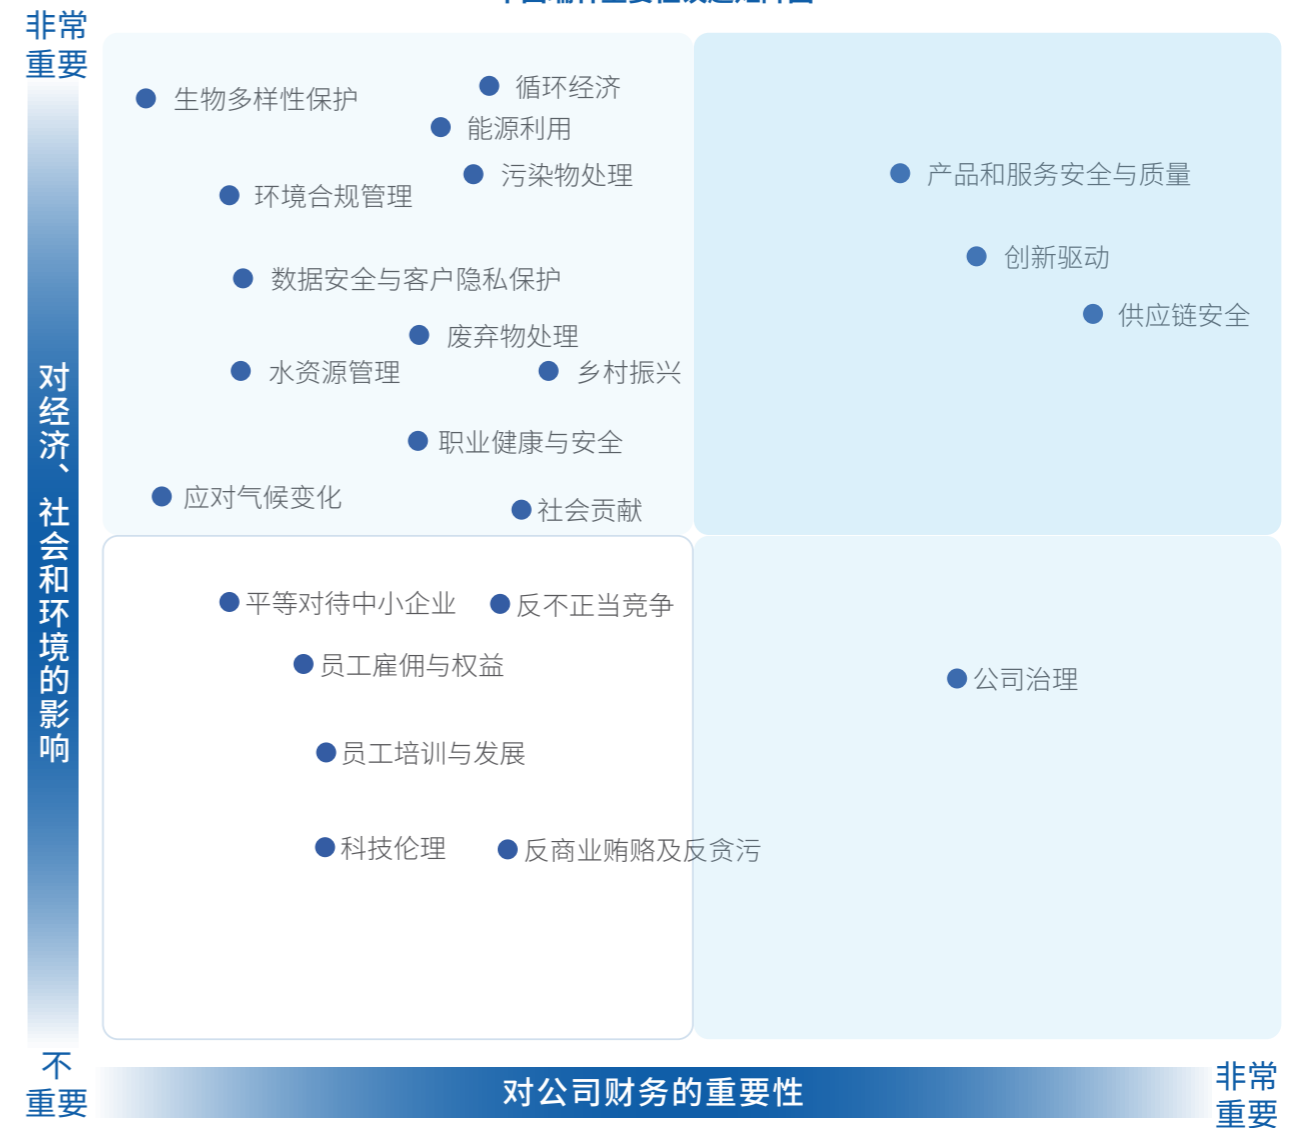 非常
重要
生物多样性保护
循环经济
能源利用
污染物处理
环境合规管理
产品和服务安全与质量
创新驱动
数据安全与客户隐私保护
供应链安全
废弃物处理
水资源管理
乡村振兴
职业健康与安全
应对气候变化
社会贡献
对经济、社会和环境的影响
平等对待中小企业
反不正当竞争
员工雇佣与权益
公司治理
员工培训与发展
科技伦理
反商业贿赂及反贪污
不
重要
对公司财务的重要性
非常
重要